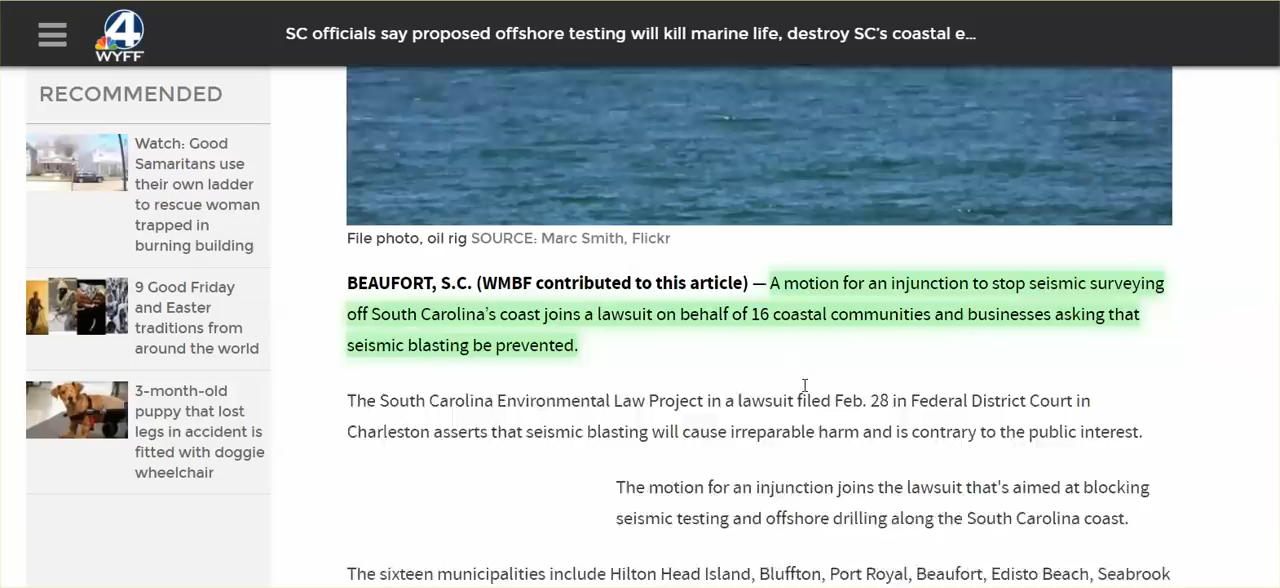 4
WYFF
SC officials say proposed offshore testing will kill marine life, destroy SC's coastal e...
RECOMMENDED
Watch: Good
Samaritans use
their own ladder
to rescue woman
trapped in
burning building
9 Good Friday
and Easter
traditions from
around the world
3-month-old
puppy that lost
legs in accident is
fitted with doggie
wheelchair
File photo, oil rig SOURCE: Marc Smith, Flickr
BEAUFORT, S.C. (WMBF contributed to this article) — A motion for an injunction to stop seismic surveying
off South Carolina’s coast joins a lawsuit on behalf of 16 coastal communities and businesses asking that
seismic blasting be prevented.
The South Carolina Environmental Law Project in a lawsuit filed Feb. 28 in Federal District Court in
Charleston asserts that seismic blasting will cause irreparable harm and is contrary to the public interest.
The motion for an injunction joins the lawsuit that's aimed at blocking
seismic testing and offshore drilling along the South Carolina coast.
The sixteen municipalities include Hilton Head Island, Bluffton, Port Royal, Beaufort, Edisto Beach, Seabrook